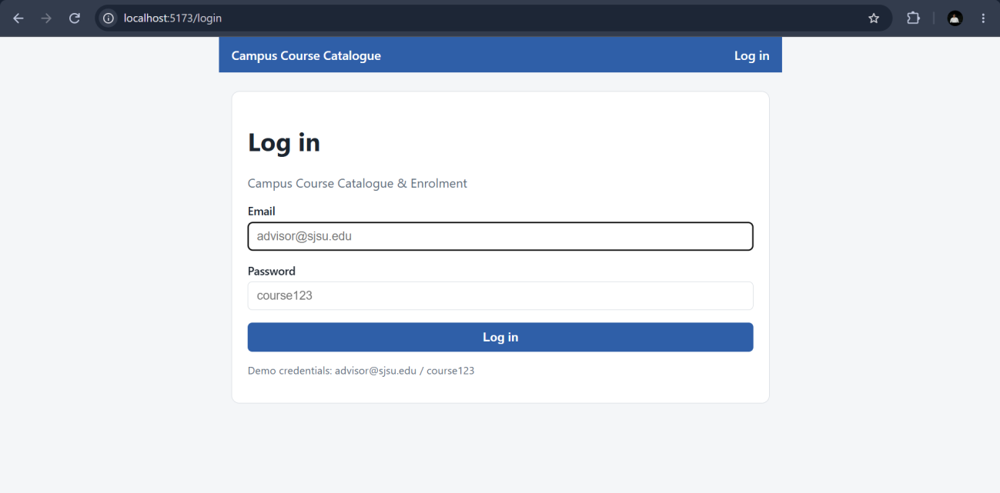 localhost:5173/login
Campus Course Catalogue
Log in
Log in
Campus Course Catalogue & Enrolment
Email
advisor@sjsu.edu
Password
course123
Log in
Demo credentials: advisor@sjsu.edu / course123